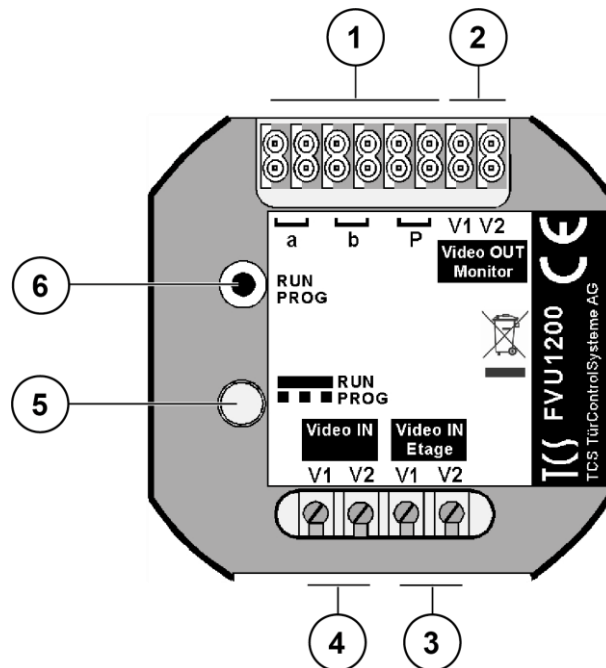 1 2
a b P V1 V2
Video OUT
Monitor
6
RUN
PROG
5
RUN
PROG
Video IN
Video IN
Etage
V1 V2 V1 V2
4 3
TCS FVU1200 CE
TCS TürControlSysteme AG